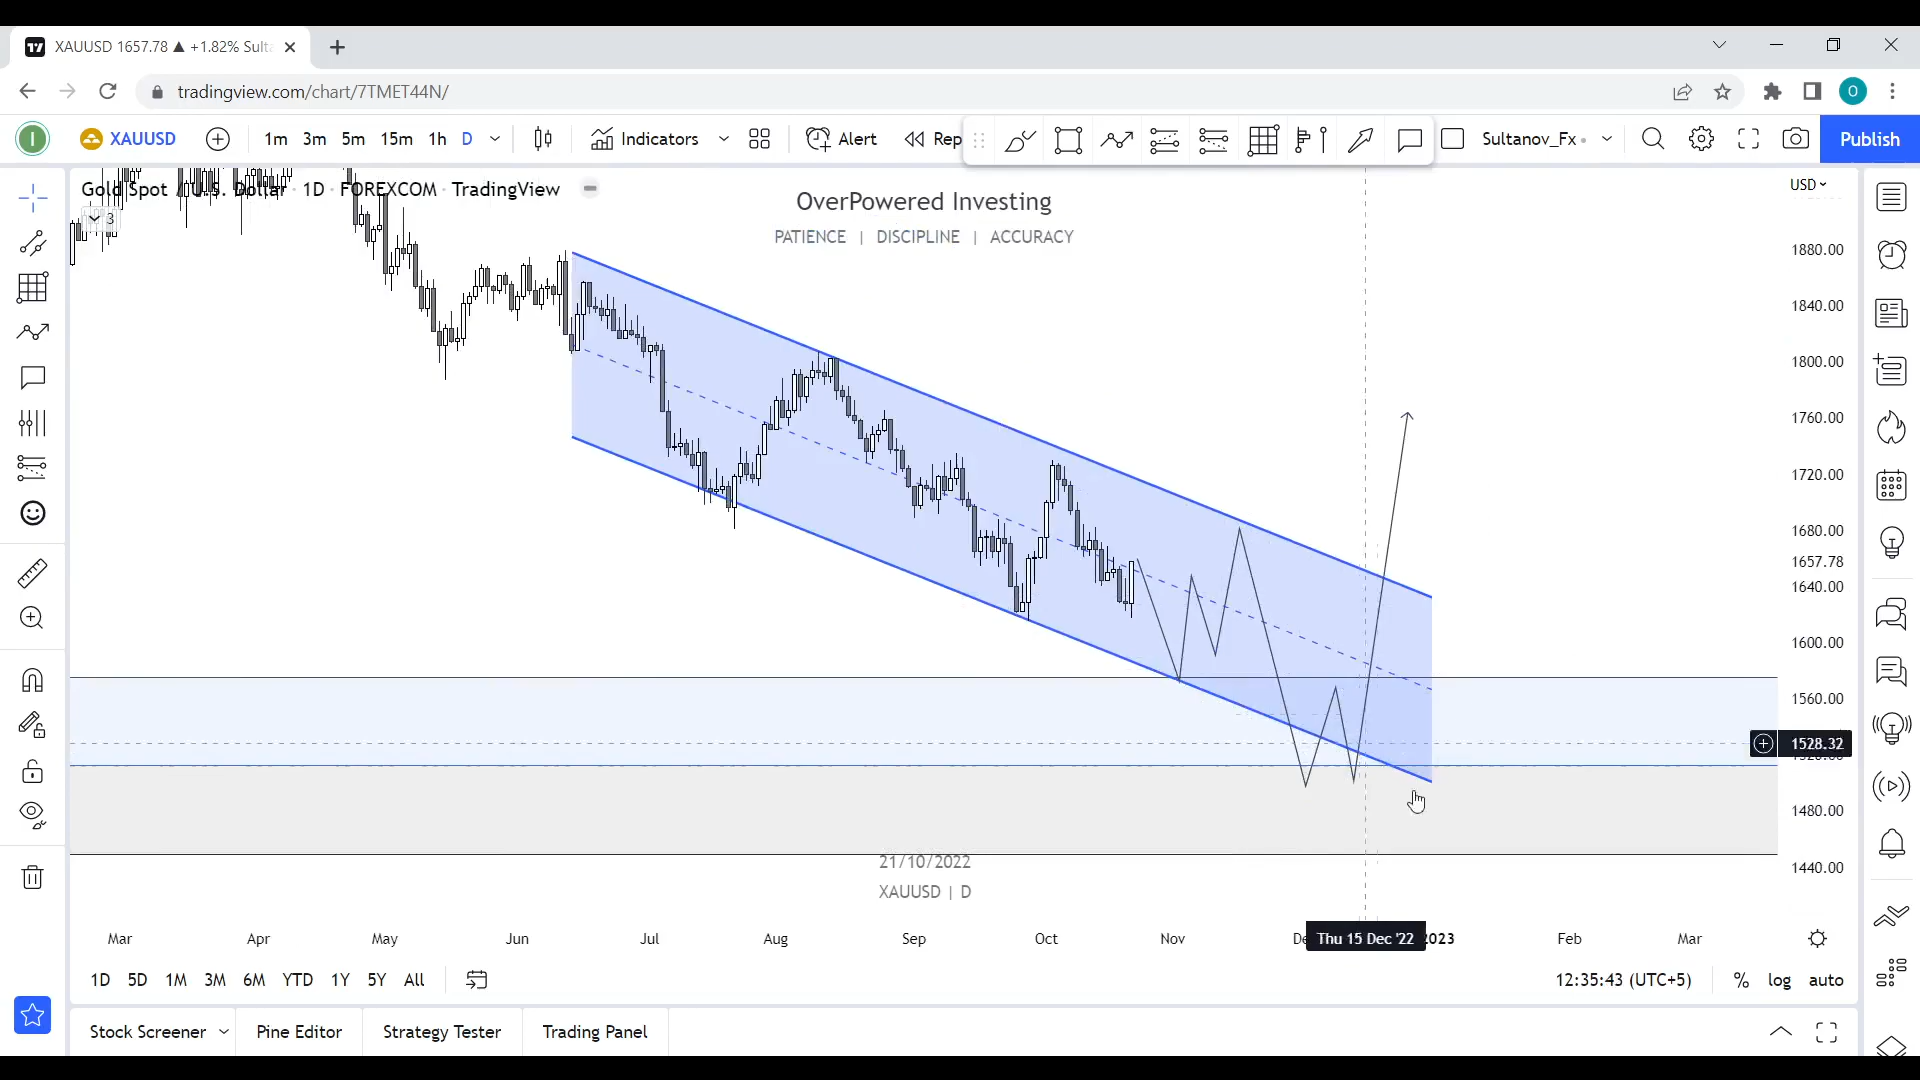 XAUUSD 1657.78 ▲ +1.82% Sulta
tradingview.com/chart/7TMET44N/
XAUUSD 1m 3m 5m 15m 1h D Indicators Alert Rep Sultanov_Fx Publish
Gold Spot / U.S. Dollar · 1D · FOREXCOM · TradingView
3
OverPowered Investing
PATIENCE | DISCIPLINE | ACCURACY
USD
1880.00
1840.00
1800.00
1760.00
1720.00
1680.00
1657.78
1640.00
1600.00
1560.00
1528.32
1480.00
1440.00
21/10/2022
XAUUSD | D
Mar Apr May Jun Jul Aug Sep Oct Nov De Thu 15 Dec '22 2023 Feb Mar
1D 5D 1M 3M 6M YTD 1Y 5Y All 12:35:43 (UTC+5) % log auto
Stock Screener Pine Editor Strategy Tester Trading Panel